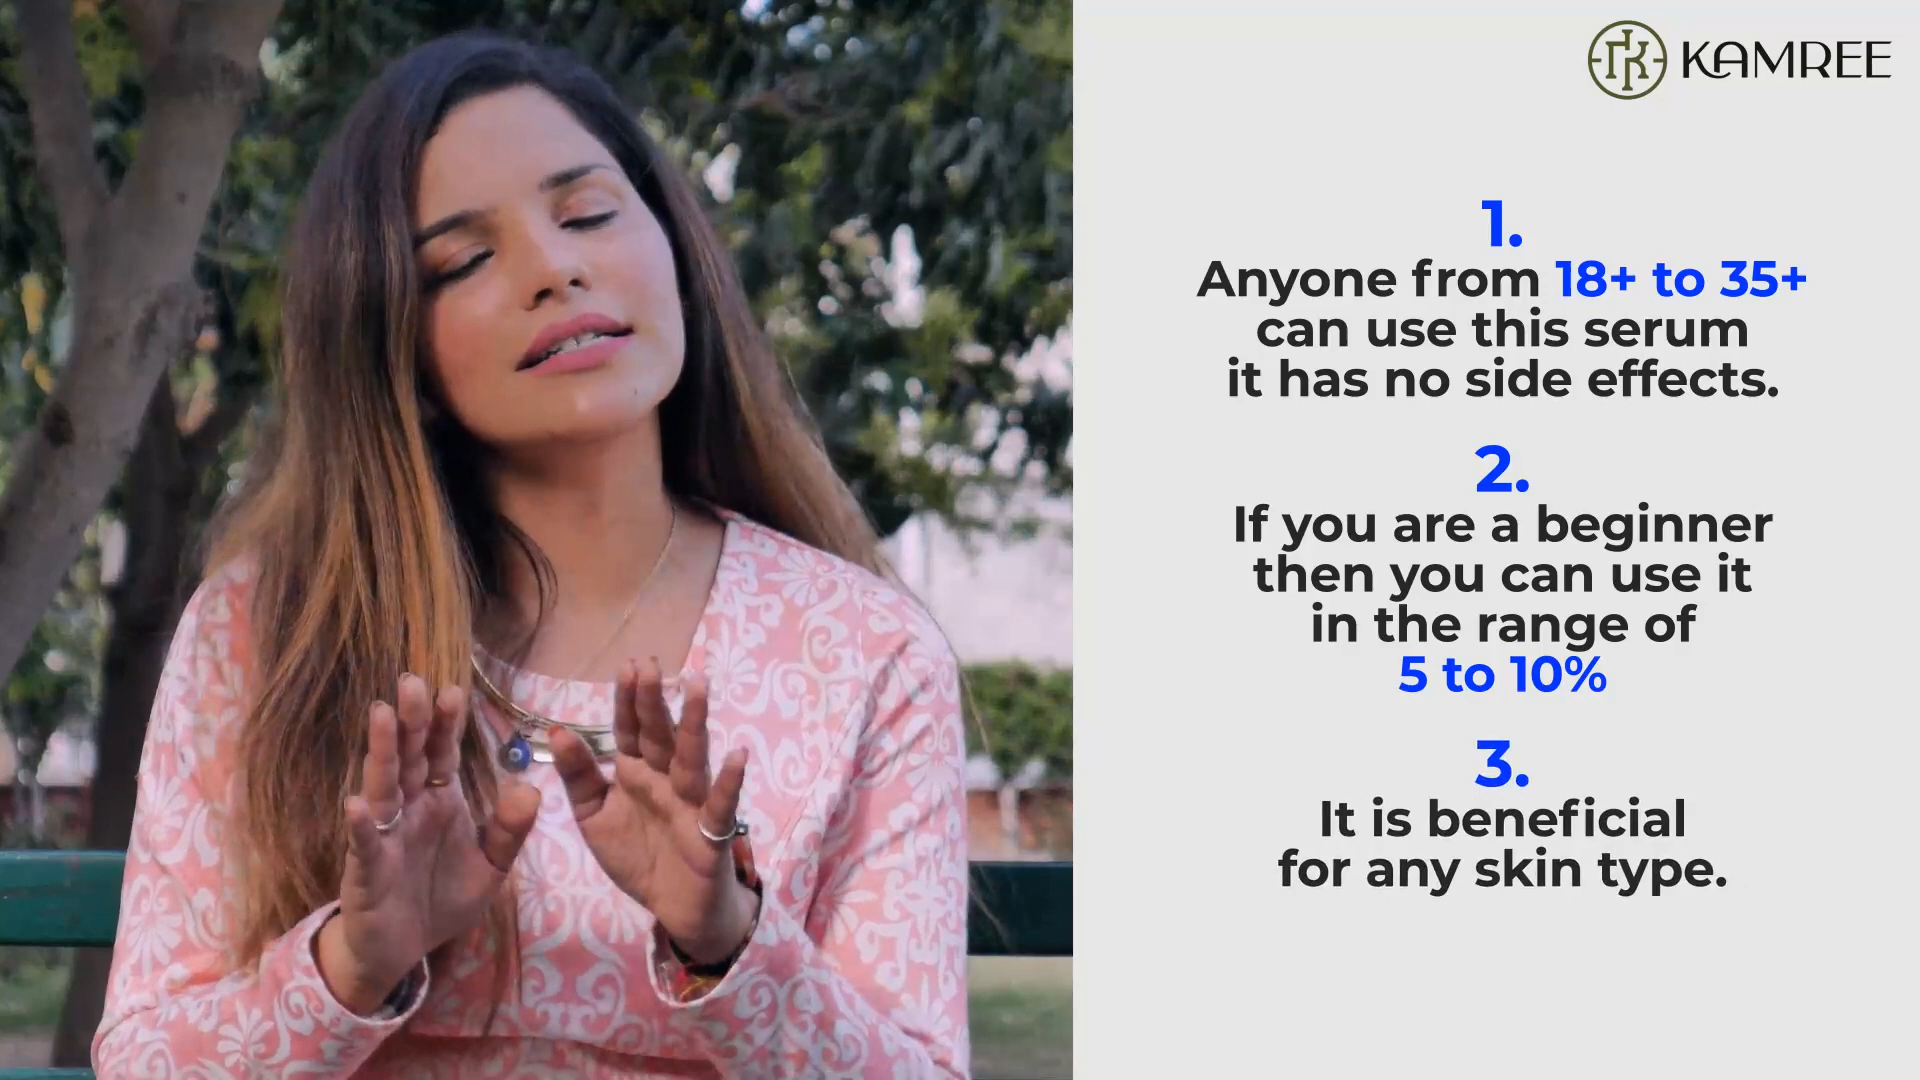 KAMREE
1.
Anyone from 18+ to 35+
can use this serum
it has no side effects.
2.
If you are a beginner
then you can use it
in the range of
5 to 10%
3.
It is beneficial
for any skin type.